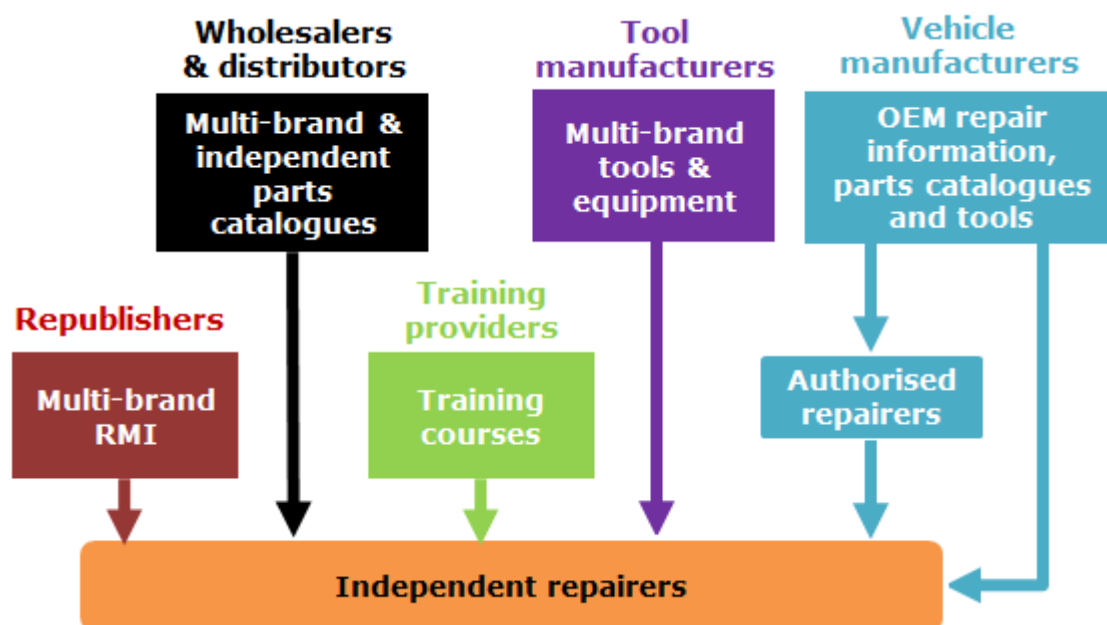 Wholesalers
& distributors
Multi-brand &
independent
parts
catalogues
Tool
manufacturers
Multi-brand
tools &
equipment
Vehicle
manufacturers
OEM repair
information,
parts catalogues
and tools
Republishers
Multi-brand
RMI
Training
providers
Training
courses
Authorised
repairers
Independent repairers